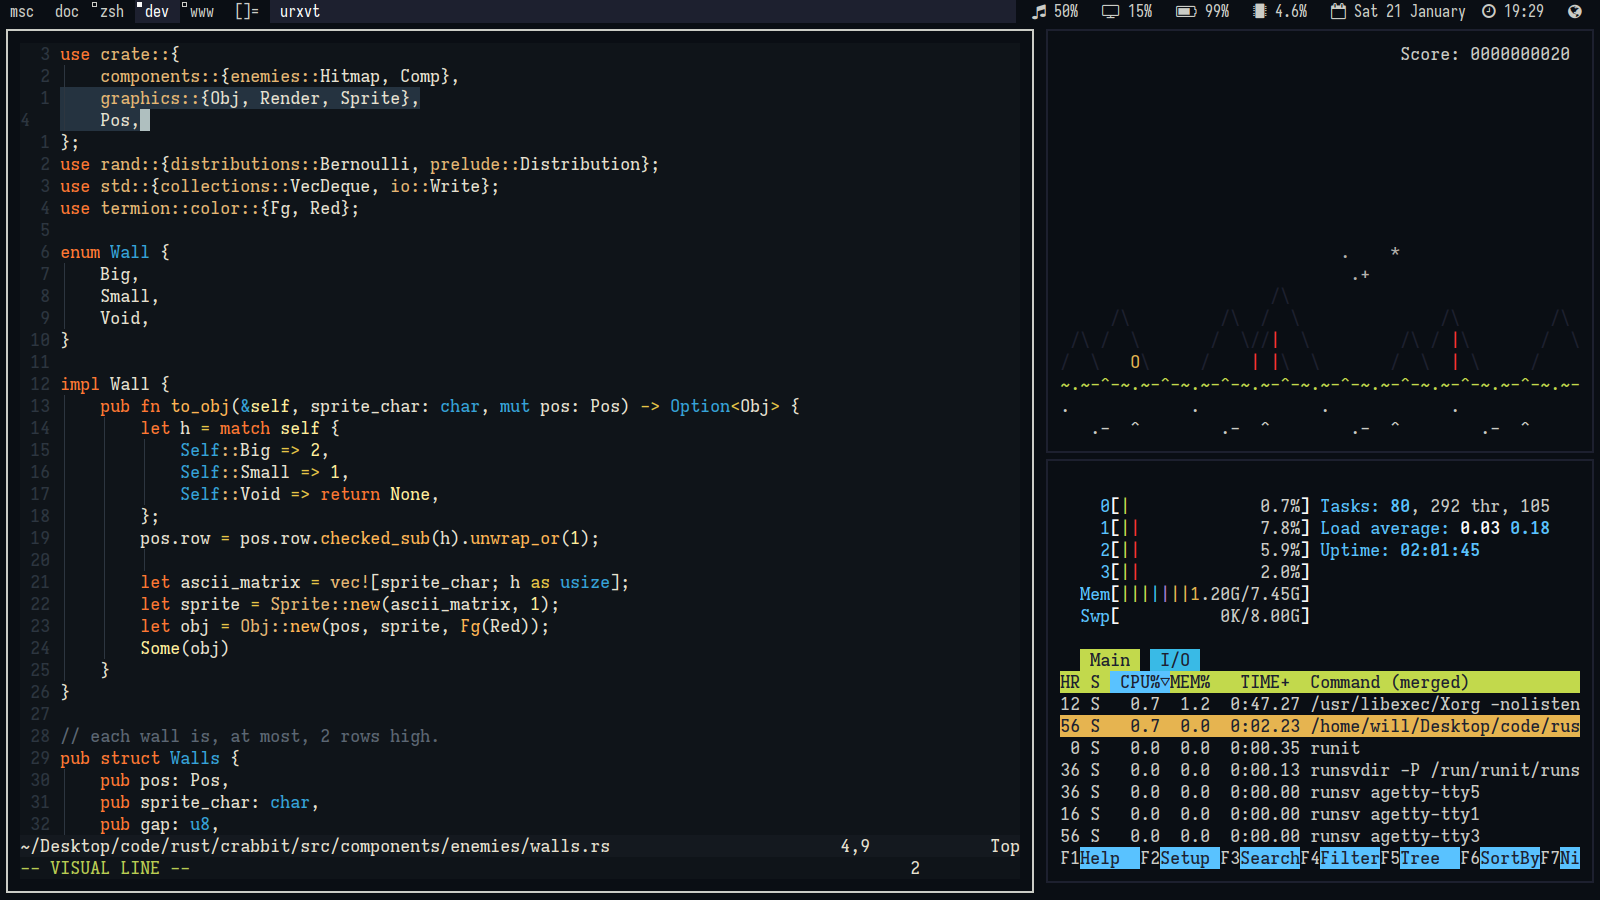 msc doc zsh dev www []= urxvt 50% 15% 99% 4.6% Sat 21 January 19:29
3 use crate::{
2 components::{enemies::Hitmap, Comp},
1 graphics::{Obj, Render, Sprite},
4 Pos,
1 };
2 use rand::{distributions::Bernoulli, prelude::Distribution};
3 use std::{collections::VecDeque, io::Write};
4 use termion::color::{Fg, Red};
5
6 enum Wall {
7 Big,
8 Small,
9 Void,
10 }
11
12 impl Wall {
13 pub fn to_obj(&self, sprite_char: char, mut pos: Pos) -> Option<Obj> {
14 let h = match self {
15 Self::Big => 2,
16 Self::Small => 1,
17 Self::Void => return None,
18 };
19 pos.row = pos.row.checked_sub(h).unwrap_or(1);
20
21 let ascii_matrix = vec![sprite_char; h as usize];
22 let sprite = Sprite::new(ascii_matrix, 1);
23 let obj = Obj::new(pos, sprite, Fg(Red));
24 Some(obj)
25 }
26 }
27
28 // each wall is, at most, 2 rows high.
29 pub struct Walls {
30 pub pos: Pos,
31 pub sprite_char: char,
32 pub gap: u8,
~/Desktop/code/rust/crabbit/src/components/enemies/walls.rs 4,9 Top
-- VISUAL LINE -- 2
Score: 0000000020
. *
.+
/\
/\ /\ / \ /\ /\
/\ / \ / \//| \ /\ / |\ / \
/ \ O\ / | |\ \ / \ | \ /
~.~-^-~.~-^-~.~-^-~.~-^-~.~-^-~.~-^-~.~-^-~.~-^-~.~-
. . . .
.- ^ .- ^ .- ^ .- ^
0[| 0.7%] Tasks: 80, 292 thr, 105
1[|| 7.8%] Load average: 0.03 0.18
2[|| 5.9%] Uptime: 02:01:45
3[|| 2.0%]
Mem[|||||||1.20G/7.45G]
Swp[ 0K/8.00G]
Main I/O
HR S CPU%▽MEM% TIME+ Command (merged)
12 S 0.7 1.2 0:47.27 /usr/libexec/Xorg -nolisten
56 S 0.7 0.0 0:02.23 /home/will/Desktop/code/rus
0 S 0.0 0.0 0:00.35 runit
36 S 0.0 0.0 0:00.13 runsvdir -P /run/runit/runs
36 S 0.0 0.0 0:00.00 runsv agetty-tty5
16 S 0.0 0.0 0:00.00 runsv agetty-tty1
56 S 0.0 0.0 0:00.00 runsv agetty-tty3
F1Help F2Setup F3SearchF4FilterF5Tree F6SortByF7Ni